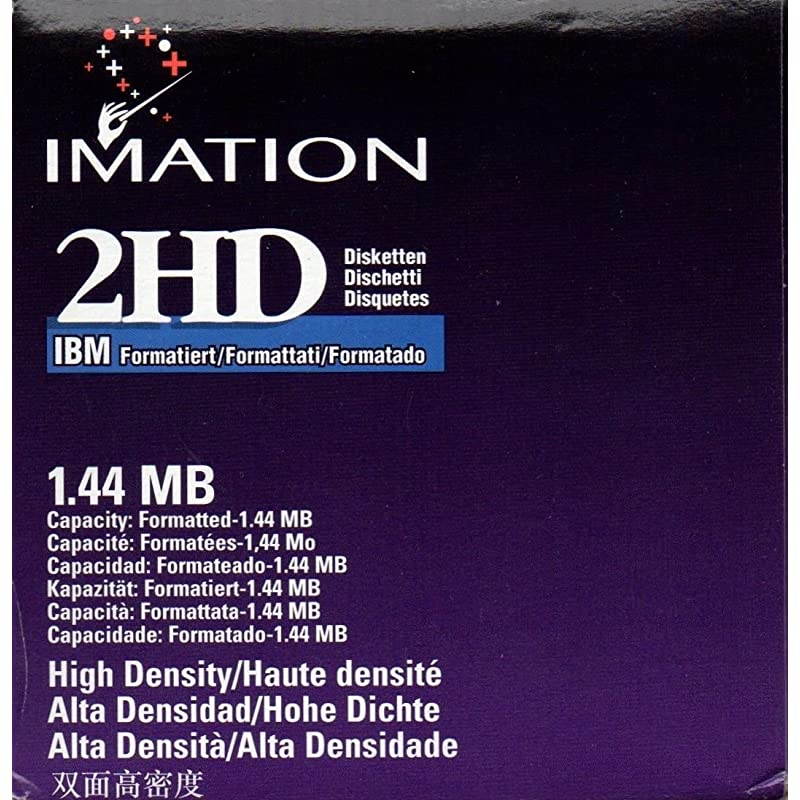 IMATION
2HD
Disketten
Dischetti
Disquetes
IBM Formatiert/Formattati/Formatado
1.44 MB
Capacity: Formatted-1.44 MB
Capacité: Formatées-1,44 Mo
Capacidad: Formateado-1.44 MB
Kapazität: Formatiert-1.44 MB
Capacità: Formattata-1.44 MB
Capacidade: Formatado-1.44 MB
High Density/Haute densité
Alta Densidad/Hohe Dichte
Alta Densità/Alta Densidade
双面高密度